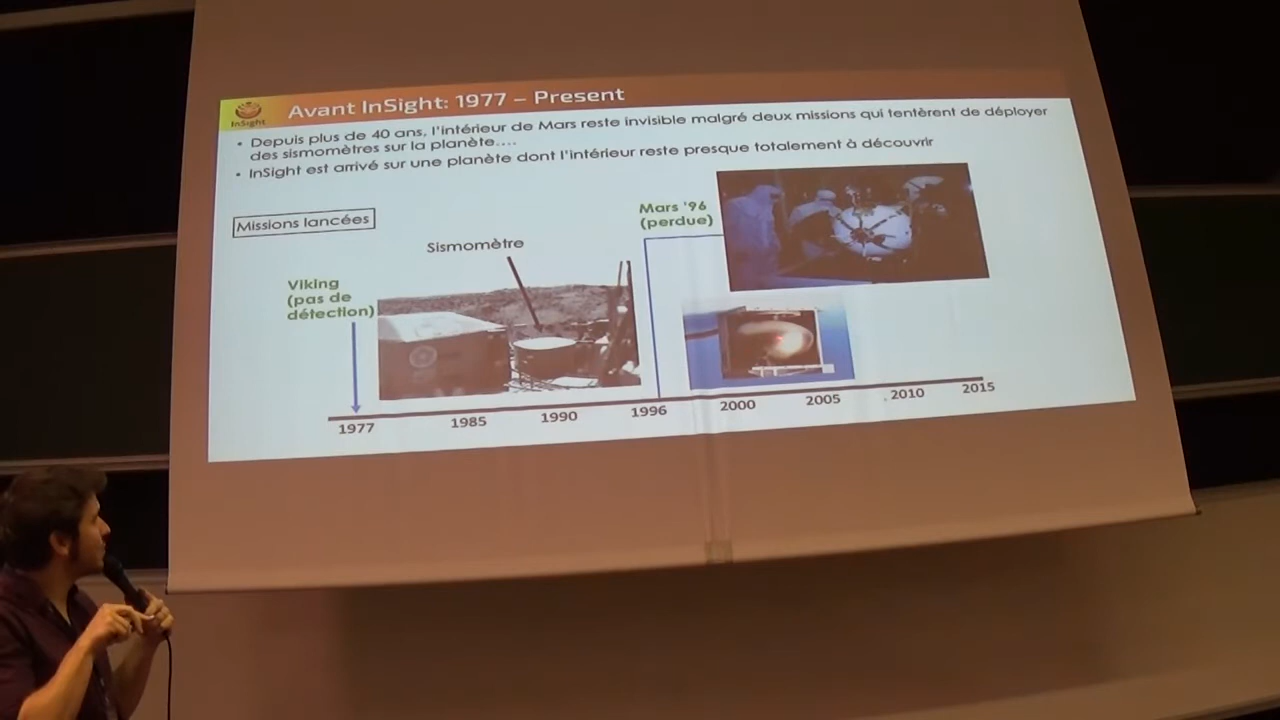 InSight
Avant InSight: 1977 – Present
• Depuis plus de 40 ans, l'intérieur de Mars reste invisible malgré deux missions qui tentèrent de déployer
des sismomètres sur la planète....
• InSight est arrivé sur une planète dont l'intérieur reste presque totalement à découvrir
Missions lancées
Mars '96
(perdue)
Sismomètre
Viking
(pas de
détection)
1977 1985 1990 1996 2000 2005 2010 2015